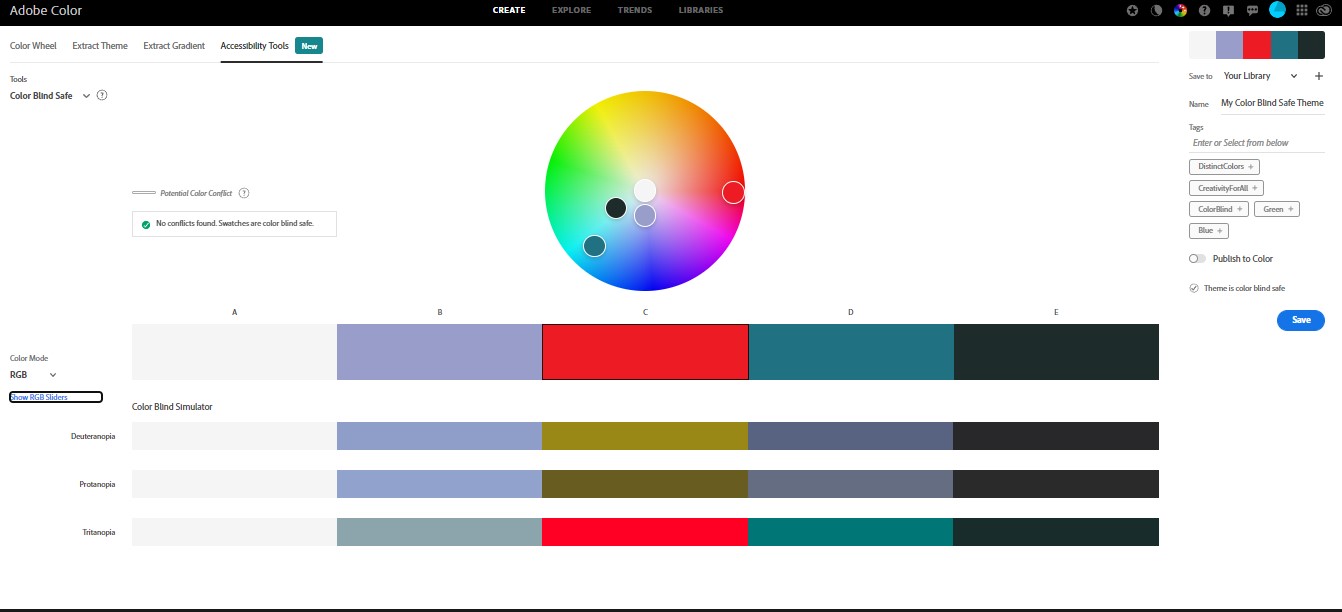 Adobe Color
CREATE EXPLORE TRENDS LIBRARIES
Color Wheel Extract Theme Extract Gradient Accessibility Tools New
Tools
Color Blind Safe
Potential Color Conflict
No conflicts found. Swatches are color blind safe.
A B C D E
Color Mode
RGB
Show RGB Sliders
Color Blind Simulator
Deuteranopia
Protanopia
Tritanopia
Save to Your Library +
Name My Color Blind Safe Theme
Tags
Enter or Select from below
DistinctColors +
CreativityForAll +
ColorBlind + Green +
Blue +
Publish to Color
Theme is color blind safe
Save